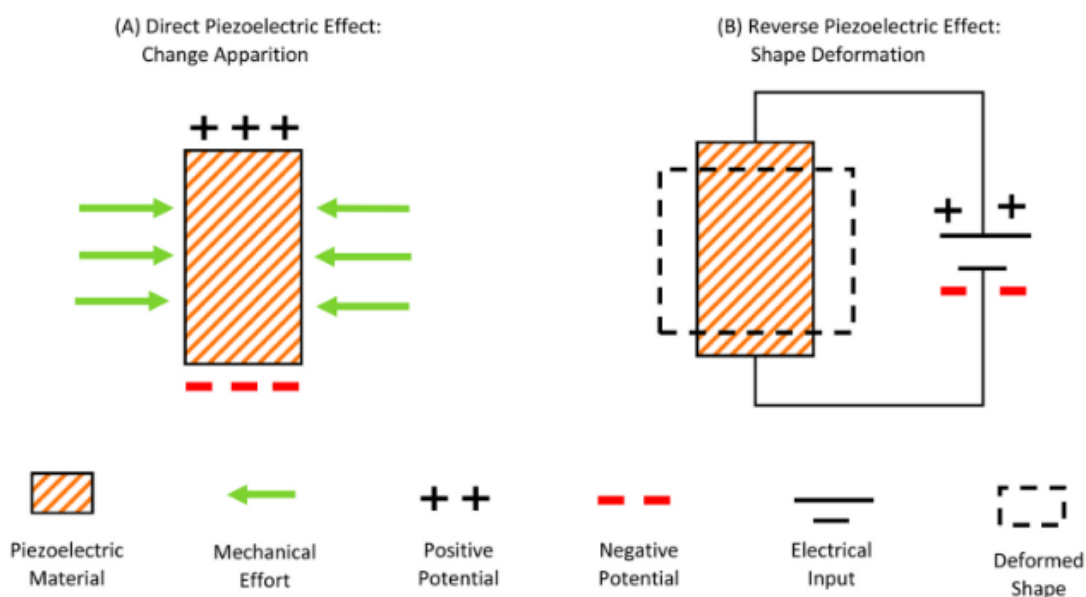 (A) Direct Piezoelectric Effect:
Change Apparition
(B) Reverse Piezoelectric Effect:
Shape Deformation
+ + +
− − −
+ +
− −
+ +
− −
Piezoelectric
Material
Mechanical
Effort
Positive
Potential
Negative
Potential
Electrical
Input
Deformed
Shape